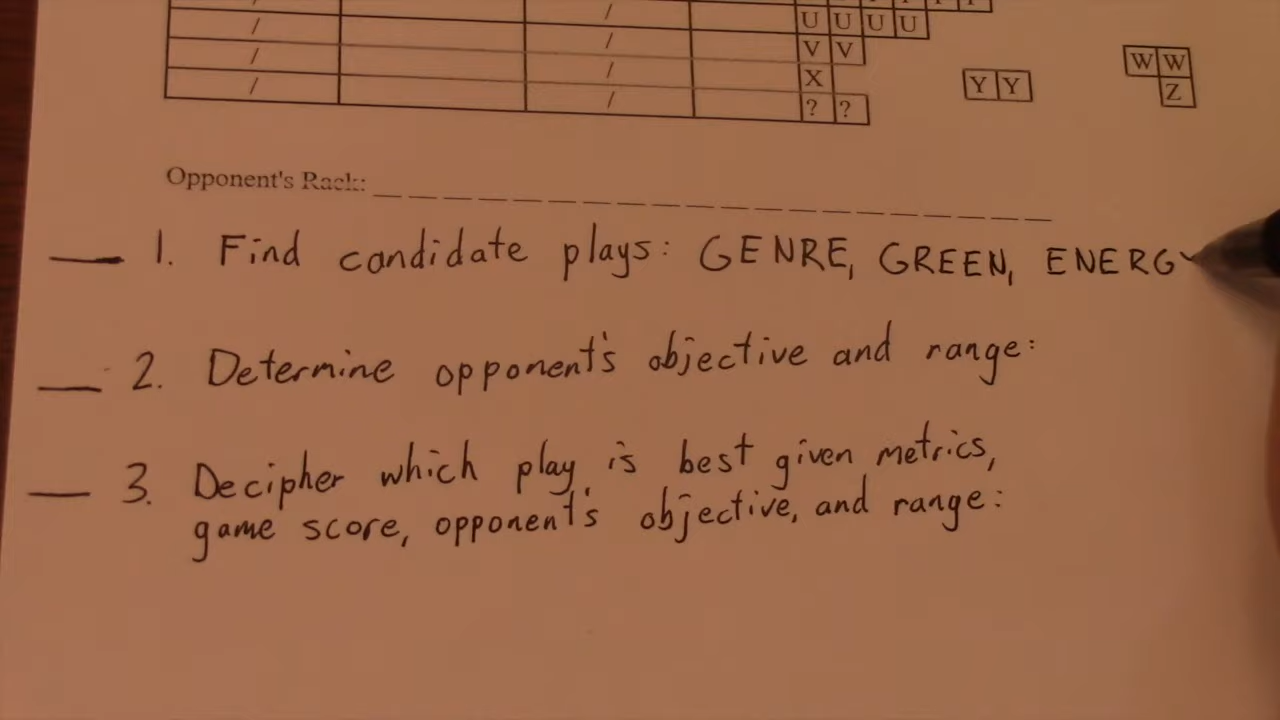 / /
U U U U
/ /
V V
/ /
X
/ /
? ?
Y Y
W W
Z
Opponent's Rack:
1. Find candidate plays: GENRE, GREEN, ENERG
2. Determine opponent's objective and range:
3. Decipher which play is best given metrics,
game score, opponent's objective, and range: